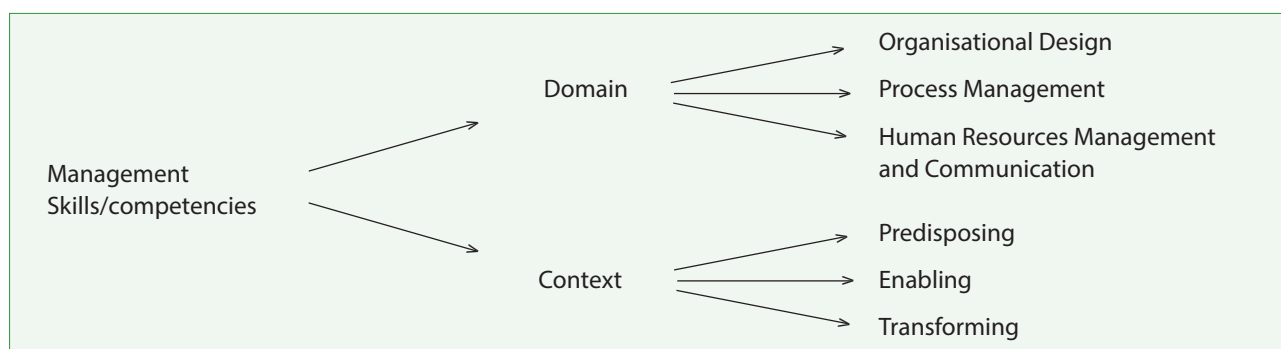 Management
Skills/competencies
Domain
Organisational Design
Process Management
Human Resources Management
and Communication
Context
Predisposing
Enabling
Transforming